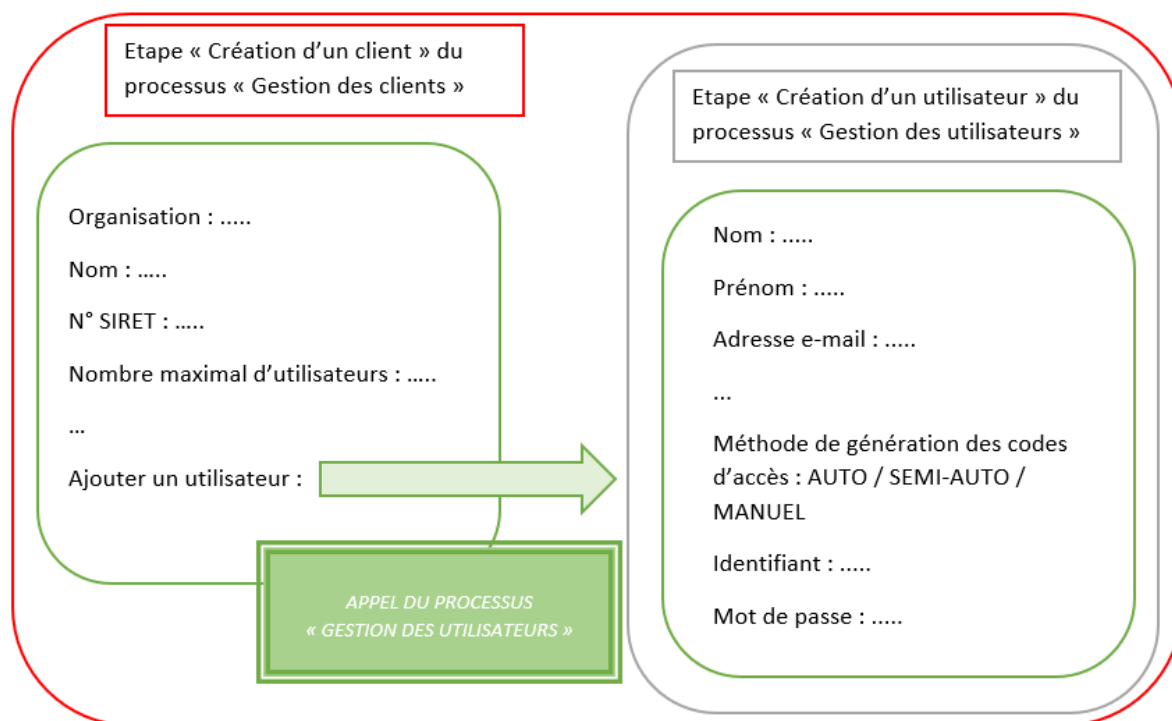 Etape « Création d’un client » du
processus « Gestion des clients »
Organisation : .....
Nom : .....
N° SIRET : .....
Nombre maximal d’utilisateurs : .....
...
Ajouter un utilisateur :
APPEL DU PROCESSUS
« GESTION DES UTILISATEURS »
Etape « Création d’un utilisateur » du
processus « Gestion des utilisateurs »
Nom : .....
Prénom : .....
Adresse e-mail : .....
...
Méthode de génération des codes
d’accès : AUTO / SEMI-AUTO /
MANUEL
Identifiant : .....
Mot de passe : .....